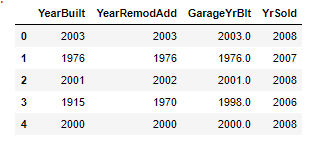 YearBuilt YearRemodAdd GarageYrBlt YrSold
0 2003 2003 2003.0 2008
1 1976 1976 1976.0 2007
2 2001 2002 2001.0 2008
3 1915 1970 1998.0 2006
4 2000 2000 2000.0 2008